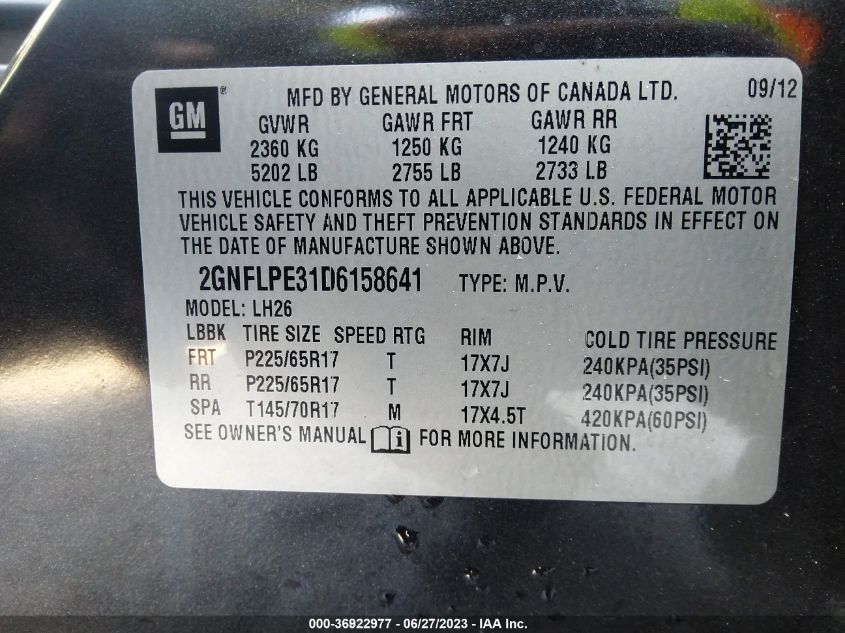 GM®
MFD BY GENERAL MOTORS OF CANADA LTD. 09/12
GVWR GAWR FRT GAWR RR
2360 KG 1250 KG 1240 KG
5202 LB 2755 LB 2733 LB
THIS VEHICLE CONFORMS TO ALL APPLICABLE U.S. FEDERAL MOTOR
VEHICLE SAFETY AND THEFT PREVENTION STANDARDS IN EFFECT ON
THE DATE OF MANUFACTURE SHOWN ABOVE.
2GNFLPE31D6158641 TYPE: M.P.V.
MODEL: LH26
LBBK TIRE SIZE SPEED RTG RIM COLD TIRE PRESSURE
FRT P225/65R17 T 17X7J 240KPA(35PSI)
RR P225/65R17 T 17X7J 240KPA(35PSI)
SPA T145/70R17 M 17X4.5T 420KPA(60PSI)
SEE OWNER'S MANUAL i FOR MORE INFORMATION.
000-36922977 - 06/27/2023 - IAA Inc.